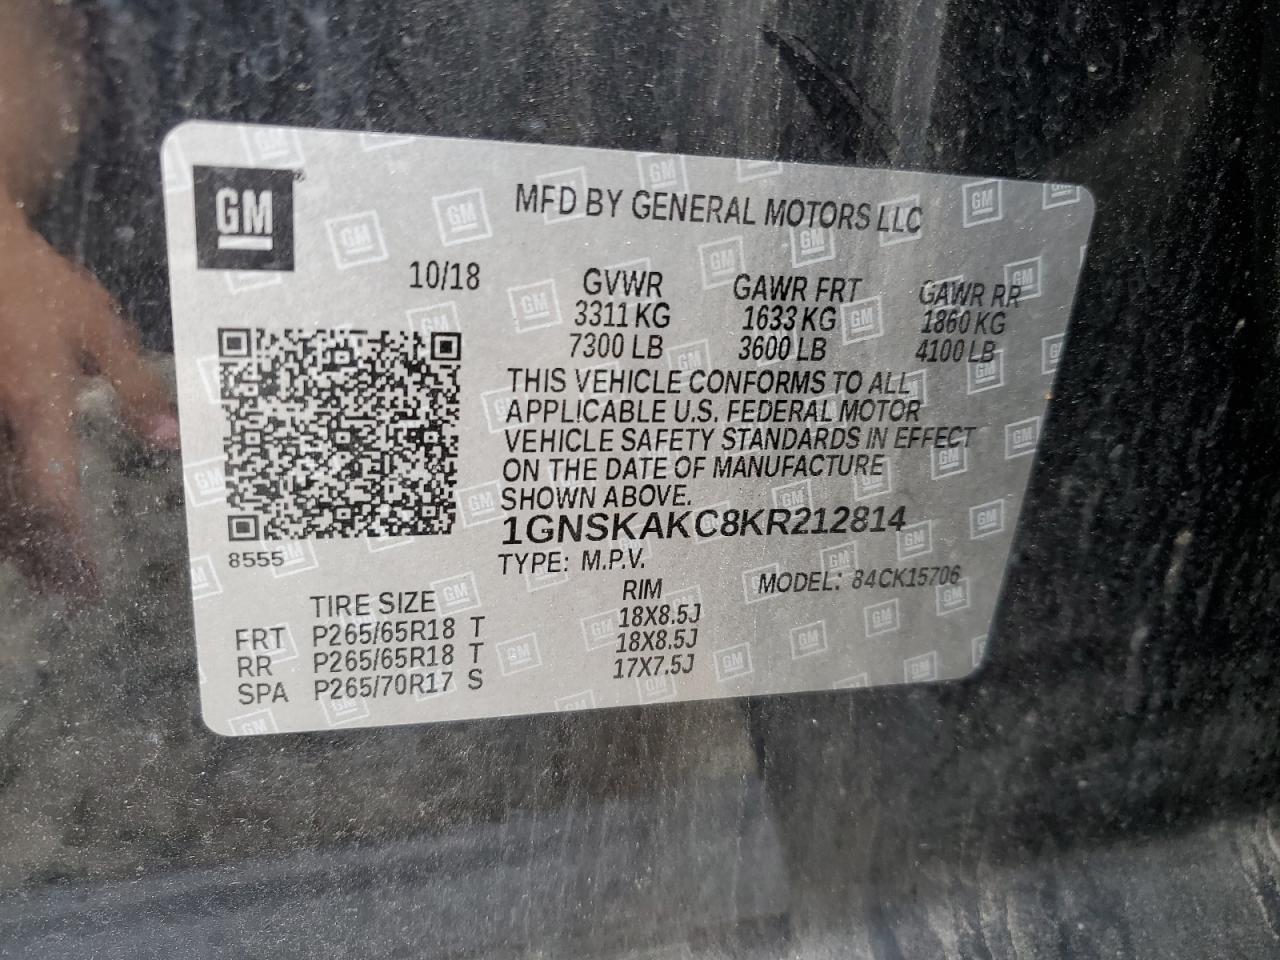 GM
MFD BY GENERAL MOTORS LLC
10/18
GVWR GAWR FRT GAWR RR
3311 KG 1633 KG 1860 KG
7300 LB 3600 LB 4100 LB
THIS VEHICLE CONFORMS TO ALL
APPLICABLE U.S. FEDERAL MOTOR
VEHICLE SAFETY STANDARDS IN EFFECT
ON THE DATE OF MANUFACTURE
SHOWN ABOVE.
1GNSKAKC8KR212814
8555
TYPE: M.P.V. MODEL: 84CK15706
TIRE SIZE RIM
FRT P265/65R18 T 18X8.5J
RR P265/65R18 T 18X8.5J
SPA P265/70R17 S 17X7.5J